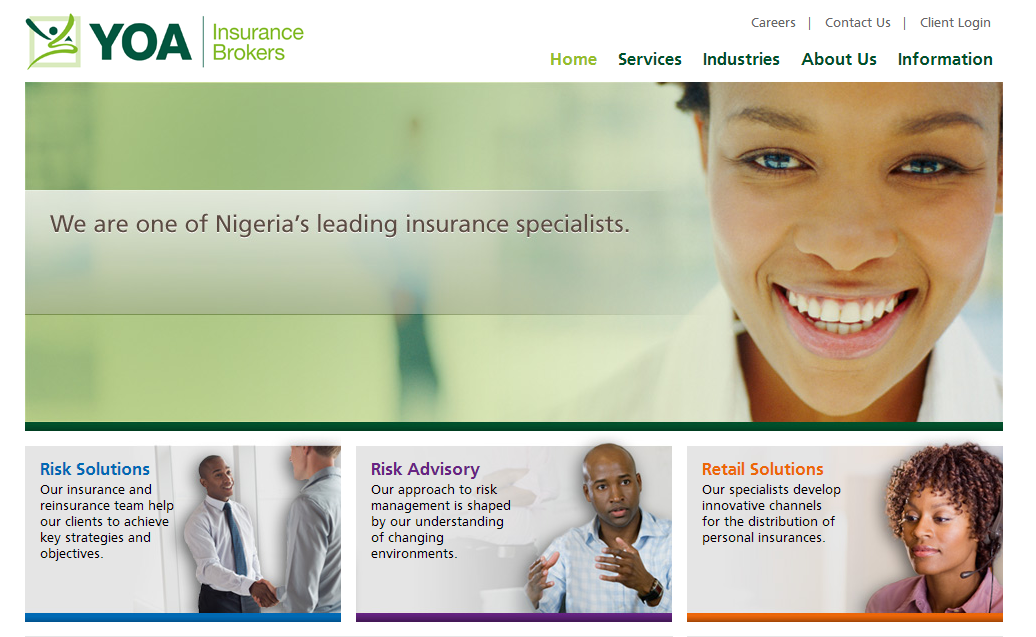 YOA
Insurance
Brokers
Careers | Contact Us | Client Login
Home Services Industries About Us Information
We are one of Nigeria's leading insurance specialists.
Risk Solutions
Our insurance and
reinsurance team help
our clients to achieve
key strategies and
objectives.
Risk Advisory
Our approach to risk
management is shaped
by our understanding
of changing
environments.
Retail Solutions
Our specialists develop
innovative channels
for the distribution of
personal insurances.